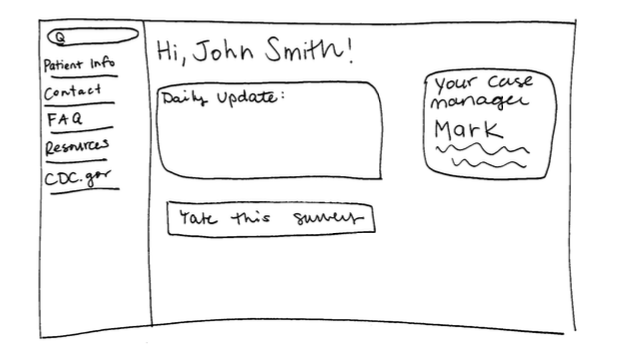 Patient Info
Contact
FAQ
Resources
CDC.gov
Hi, John Smith!
Daily Update:
Take this survey
your case
manager
Mark